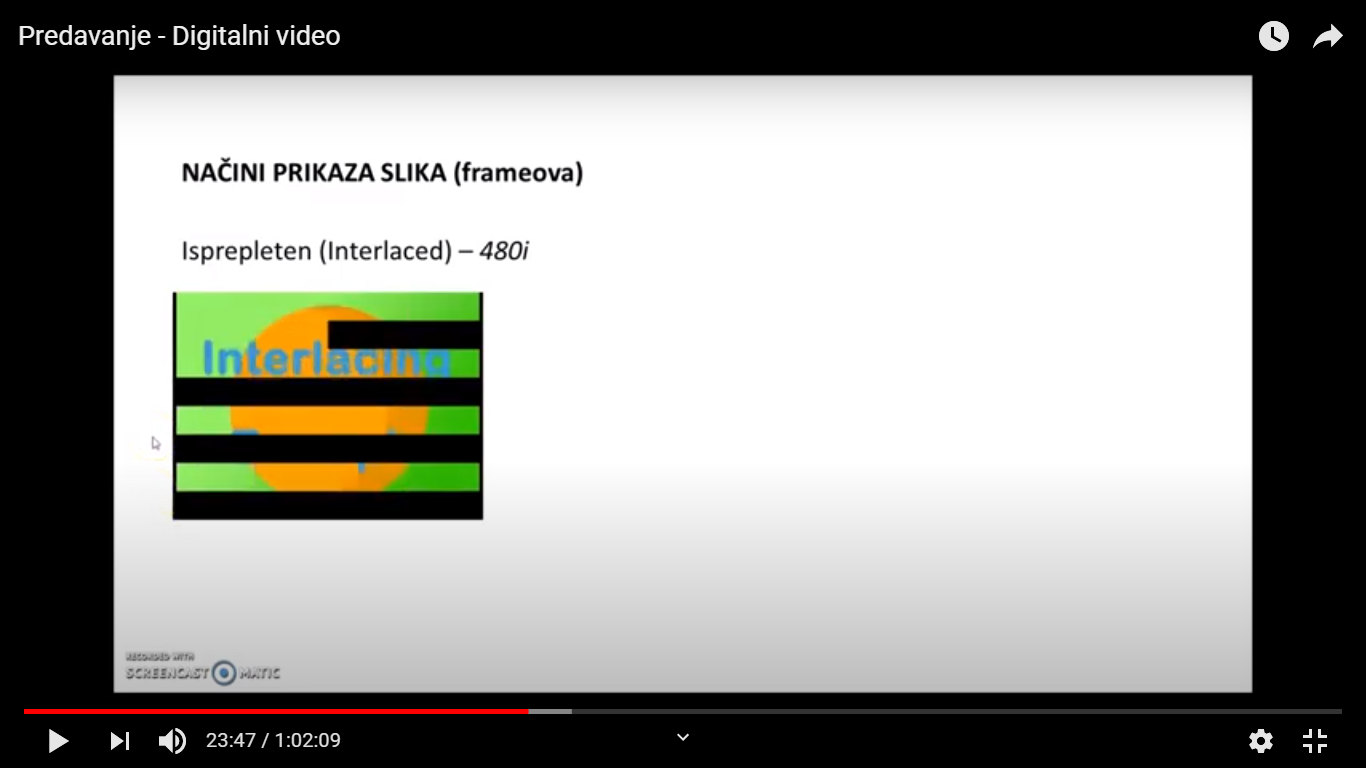 Predavanje - Digitalni video
NAČINI PRIKAZA SLIKA (frameova)
Isprepleten (Interlaced) – 480i
Interlacing
RECORDED WITH
SCREENCAST MATIC
23:47 / 1:02:09